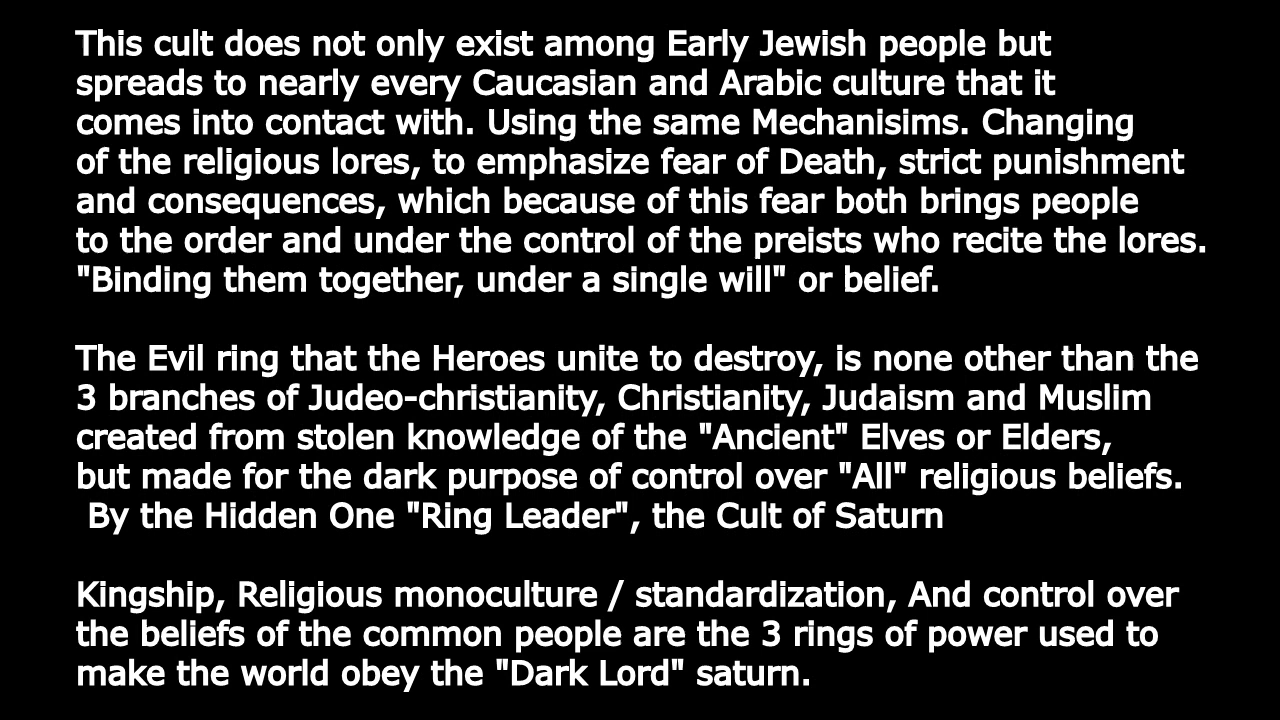 This cult does not only exist among Early Jewish people but
spreads to nearly every Caucasian and Arabic culture that it
comes into contact with. Using the same Mechanisims. Changing
of the religious lores, to emphasize fear of Death, strict punishment
and consequences, which because of this fear both brings people
to the order and under the control of the preists who recite the lores.
"Binding them together, under a single will" or belief.
The Evil ring that the Heroes unite to destroy, is none other than the
3 branches of Judeo-christianity, Christianity, Judaism and Muslim
created from stolen knowledge of the "Ancient" Elves or Elders,
but made for the dark purpose of control over "All" religious beliefs.
By the Hidden One "Ring Leader", the Cult of Saturn
Kingship, Religious monoculture / standardization, And control over
the beliefs of the common people are the 3 rings of power used to
make the world obey the "Dark Lord" saturn.